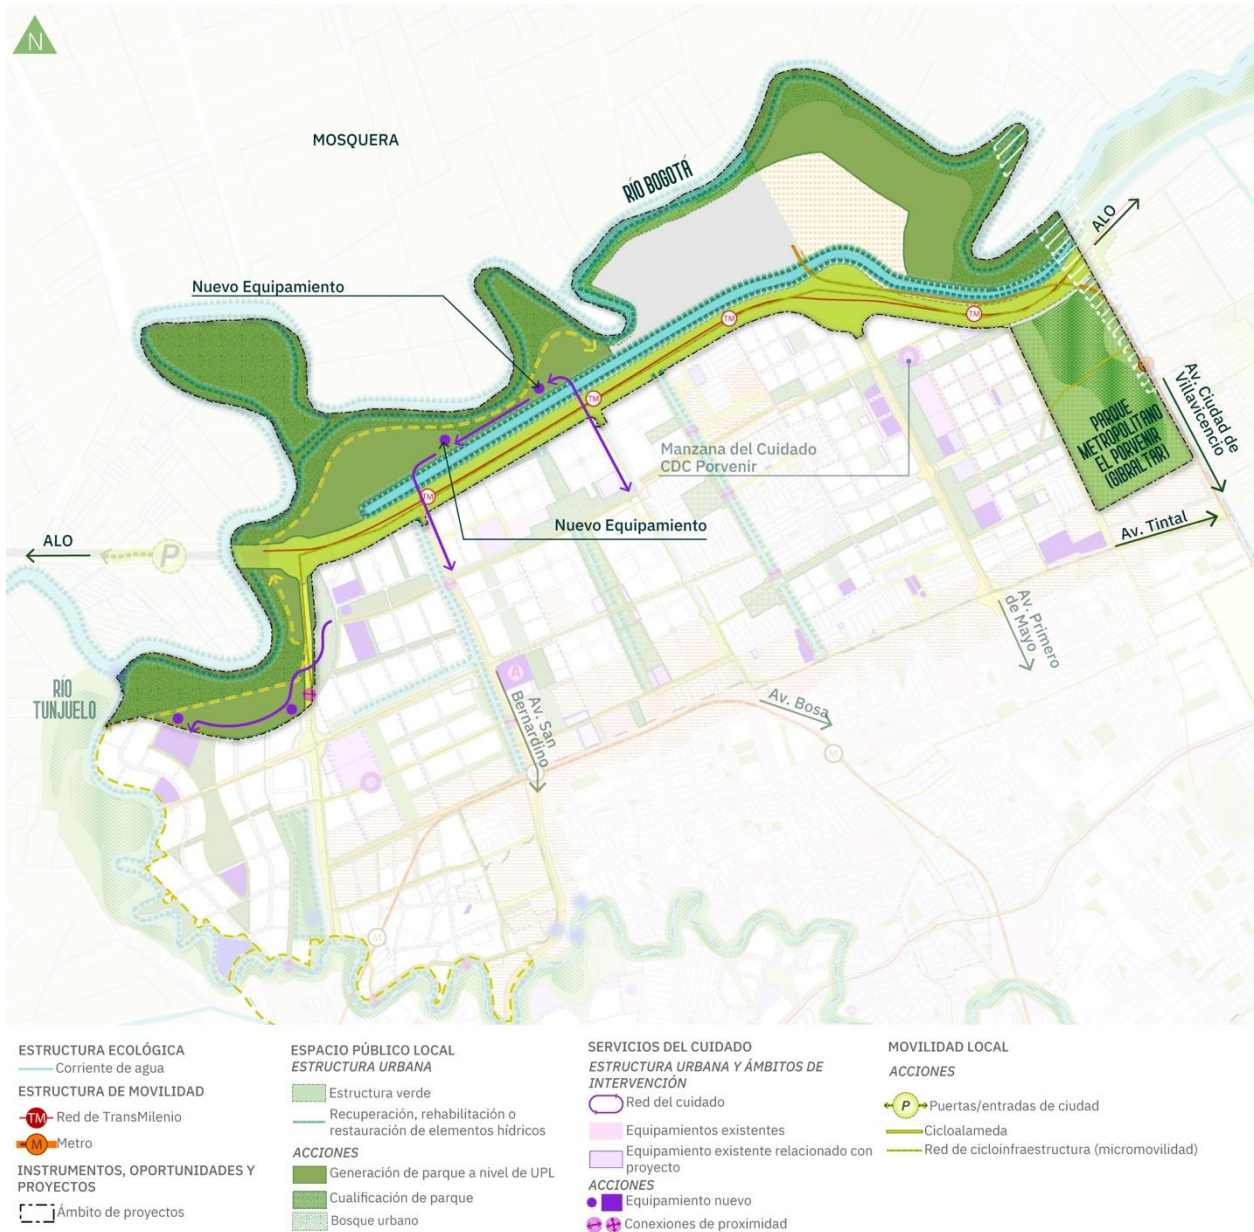 N
MOSQUERA
RÍO BOGOTÁ
ALO
Nuevo Equipamiento
TM
TM
TM
Av. Ciudad de
Villavicencio
PARQUE
METROPOLITANO
EL PORVENIR
(GIBRALTAR)
Manzana del Cuidado
CDC Porvenir
TM
Nuevo Equipamiento
Av. Tintal
ALO
P
Av. Primero
de Mayo
RÍO
TUNJUELO
A
Av. San
Bernardino
Av. Bosa
M
M
ESTRUCTURA ECOLÓGICA
Corriente de agua
ESTRUCTURA DE MOVILIDAD
TM Red de TransMilenio
M Metro
INSTRUMENTOS, OPORTUNIDADES Y
PROYECTOS
Ámbito de proyectos
ESPACIO PÚBLICO LOCAL
ESTRUCTURA URBANA
Estructura verde
Recuperación, rehabilitación o
restauración de elementos hídricos
ACCIONES
Generación de parque a nivel de UPL
Cualificación de parque
Bosque urbano
SERVICIOS DEL CUIDADO
ESTRUCTURA URBANA Y ÁMBITOS DE
INTERVENCIÓN
Red del cuidado
Equipamientos existentes
Equipamiento existente relacionado con
proyecto
ACCIONES
Equipamiento nuevo
Conexiones de proximidad
MOVILIDAD LOCAL
ACCIONES
P Puertas/entradas de ciudad
Cicloalameda
Red de cicloinfraestructura (micromovilidad)